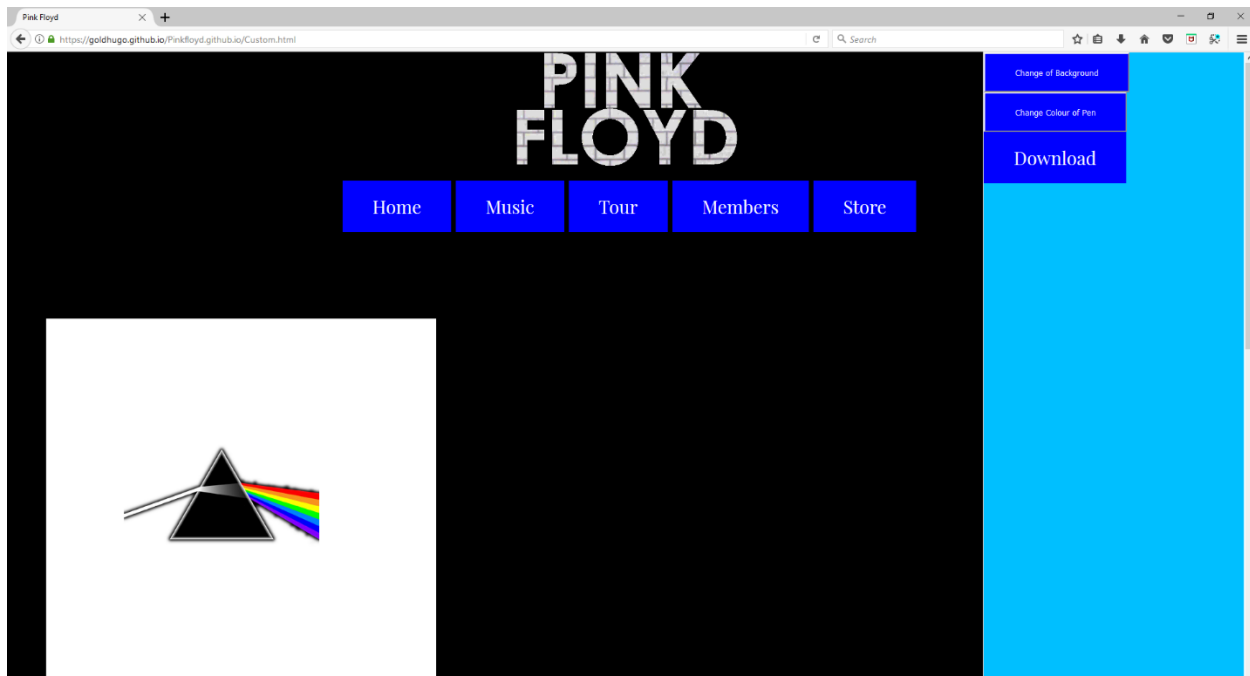 Pink Floyd
https://goldhugo.github.io/Pinkfloyd.github.io/Custom.html
Search
PINK
FLOYD
Home Music Tour Members Store
Change of Background
Change Colour of Pen
Download